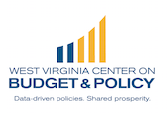 WEST VIRGINIA CENTER ON
BUDGET & POLICY
Data-driven policies. Shared prosperity.